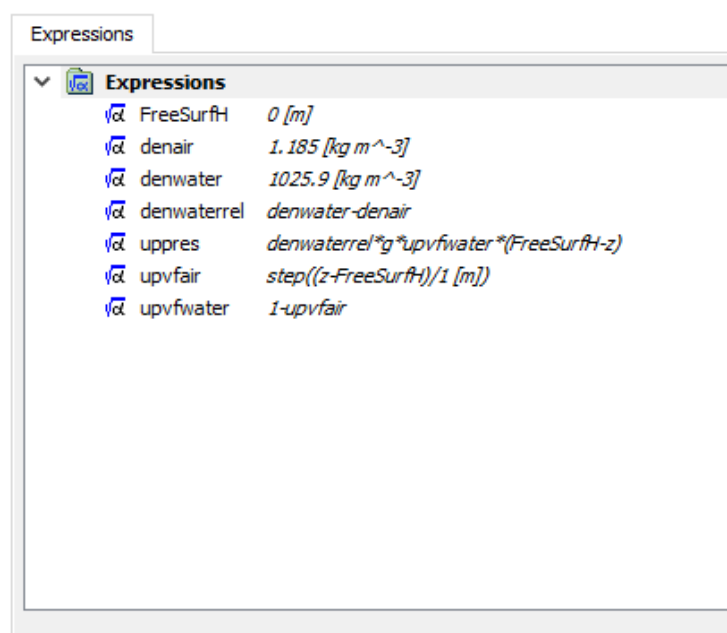 Expressions
Expressions
FreeSurfH 0 [m]
denair 1.185 [kg m^-3]
denwater 1025.9 [kg m^-3]
denwaterrel denwater-denair
uppres denwaterrel*g*upvfwater*(FreeSurfH-z)
upvfair step((z-FreeSurfH)/1 [m])
upvfwater 1-upvfair